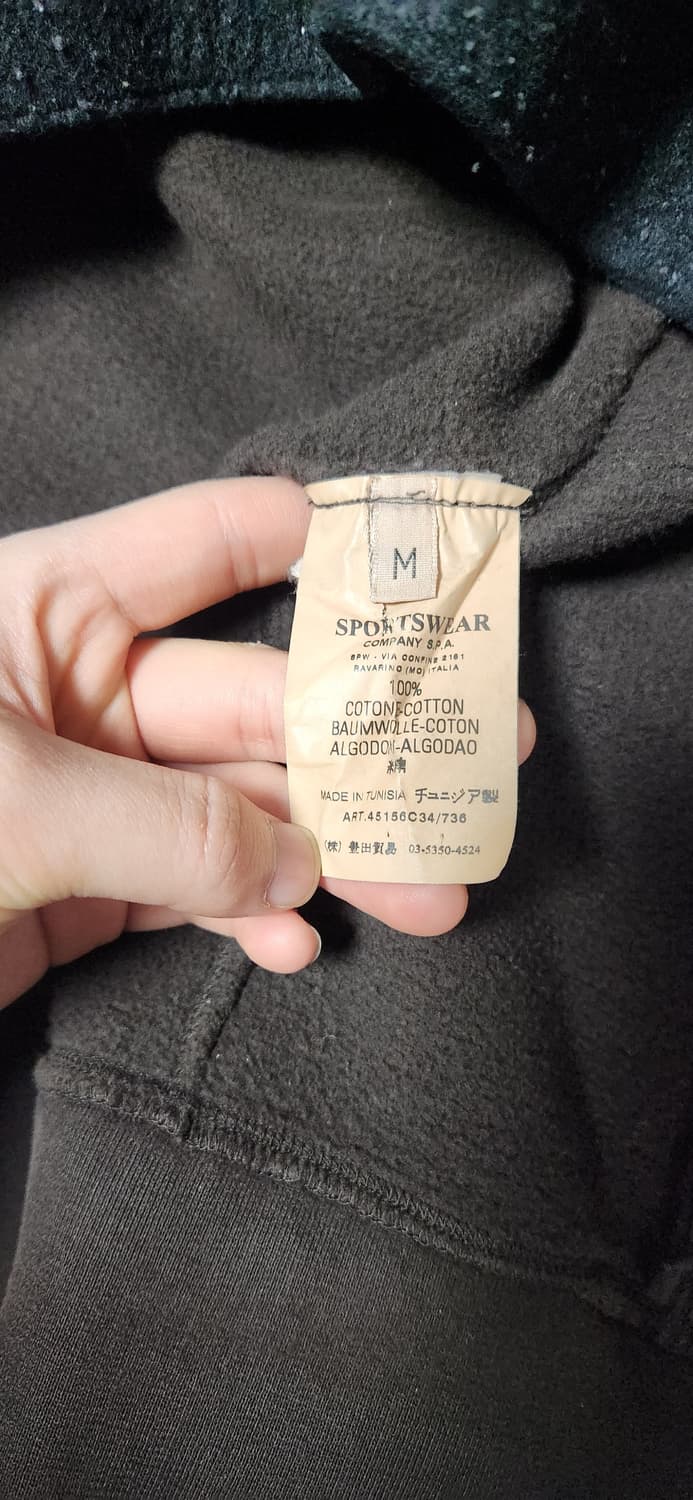 M
SPORTSWEAR
COMPANY S.P.A.
SPW - VIA CONFINE 2161
RAVARINO (MO) ITALIA
100%
COTONE-COTTON
BAUMWOLLE-COTON
ALGODON-ALGODAO
綿
MADE IN TUNISIA チュニジア製
ART.45156C34/736
(株) 豊田貿易 03-5350-4524